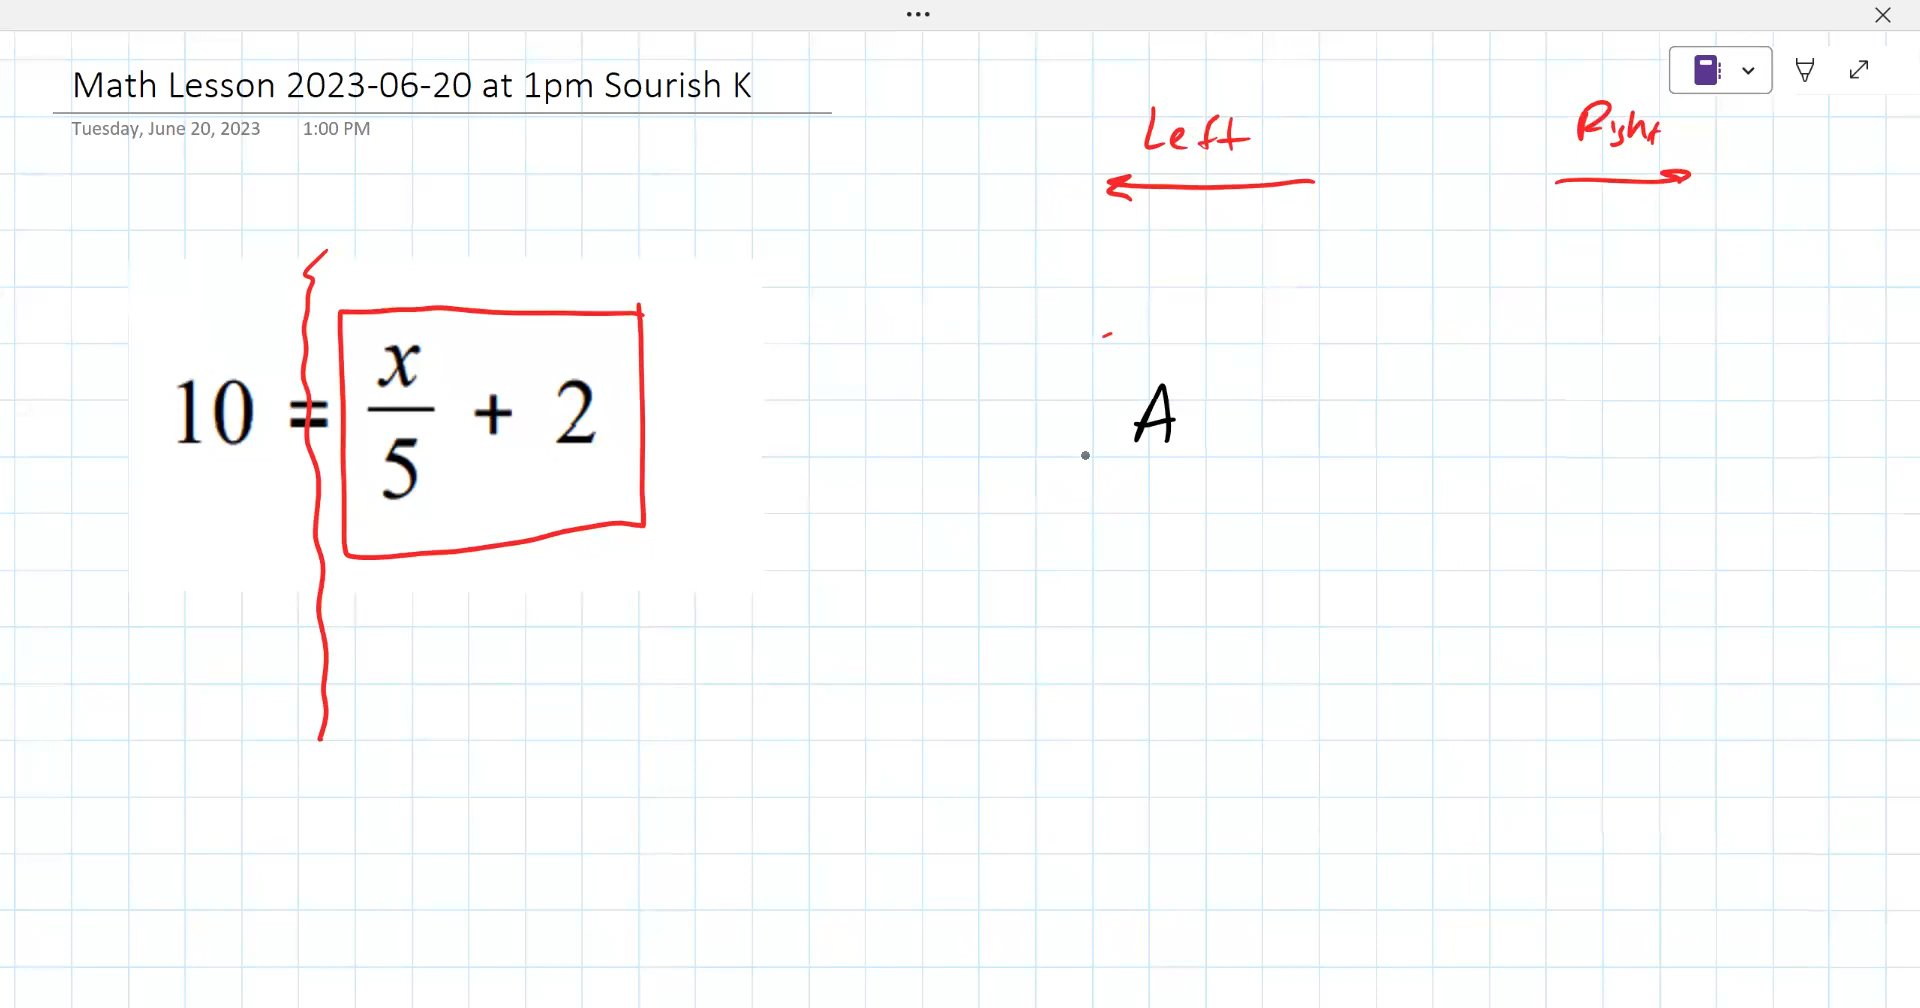 Math Lesson 2023-06-20 at 1pm Sourish K
Tuesday, June 20, 2023 1:00 PM
Left Right
10 = x/5 + 2
A